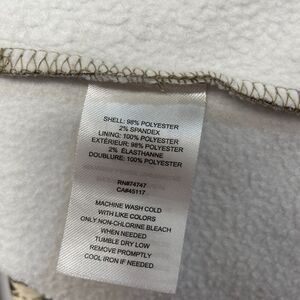 SHELL: 98% POLYESTER
2% SPANDEX
LINING: 100% POLYESTER
EXTÉRIEUR: 98% POLYESTER
2% ÉLASTHANNE
DOUBLURE: 100% POLYESTER
RN#74747
CA#45117
MACHINE WASH COLD
WITH LIKE COLORS
ONLY NON-CHLORINE BLEACH
WHEN NEEDED
TUMBLE DRY LOW
REMOVE PROMPTLY
COOL IRON IF NEEDED